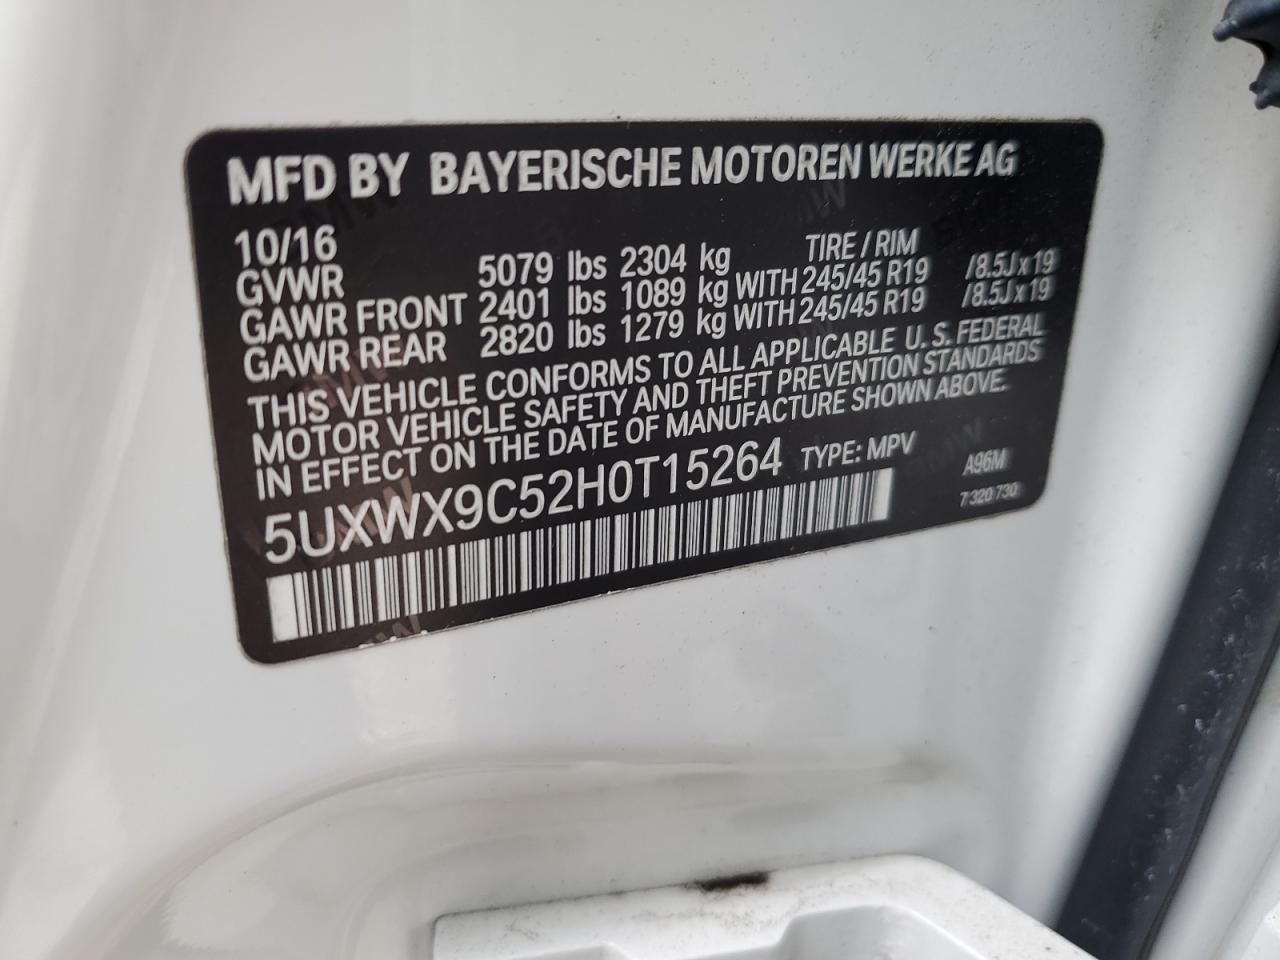 MFD BY BAYERISCHE MOTOREN WERKE AG
10/16 TIRE / RIM
GVWR 5079 lbs 2304 kg
GAWR FRONT 2401 lbs 1089 kg WITH 245/45 R19 /8.5J x 19
GAWR REAR 2820 lbs 1279 kg WITH 245/45 R19 /8.5J x 19
THIS VEHICLE CONFORMS TO ALL APPLICABLE U.S. FEDERAL
MOTOR VEHICLE SAFETY AND THEFT PREVENTION STANDARDS
IN EFFECT ON THE DATE OF MANUFACTURE SHOWN ABOVE.
5UXWX9C52H0T15264 TYPE: MPV A96M
7 320 730